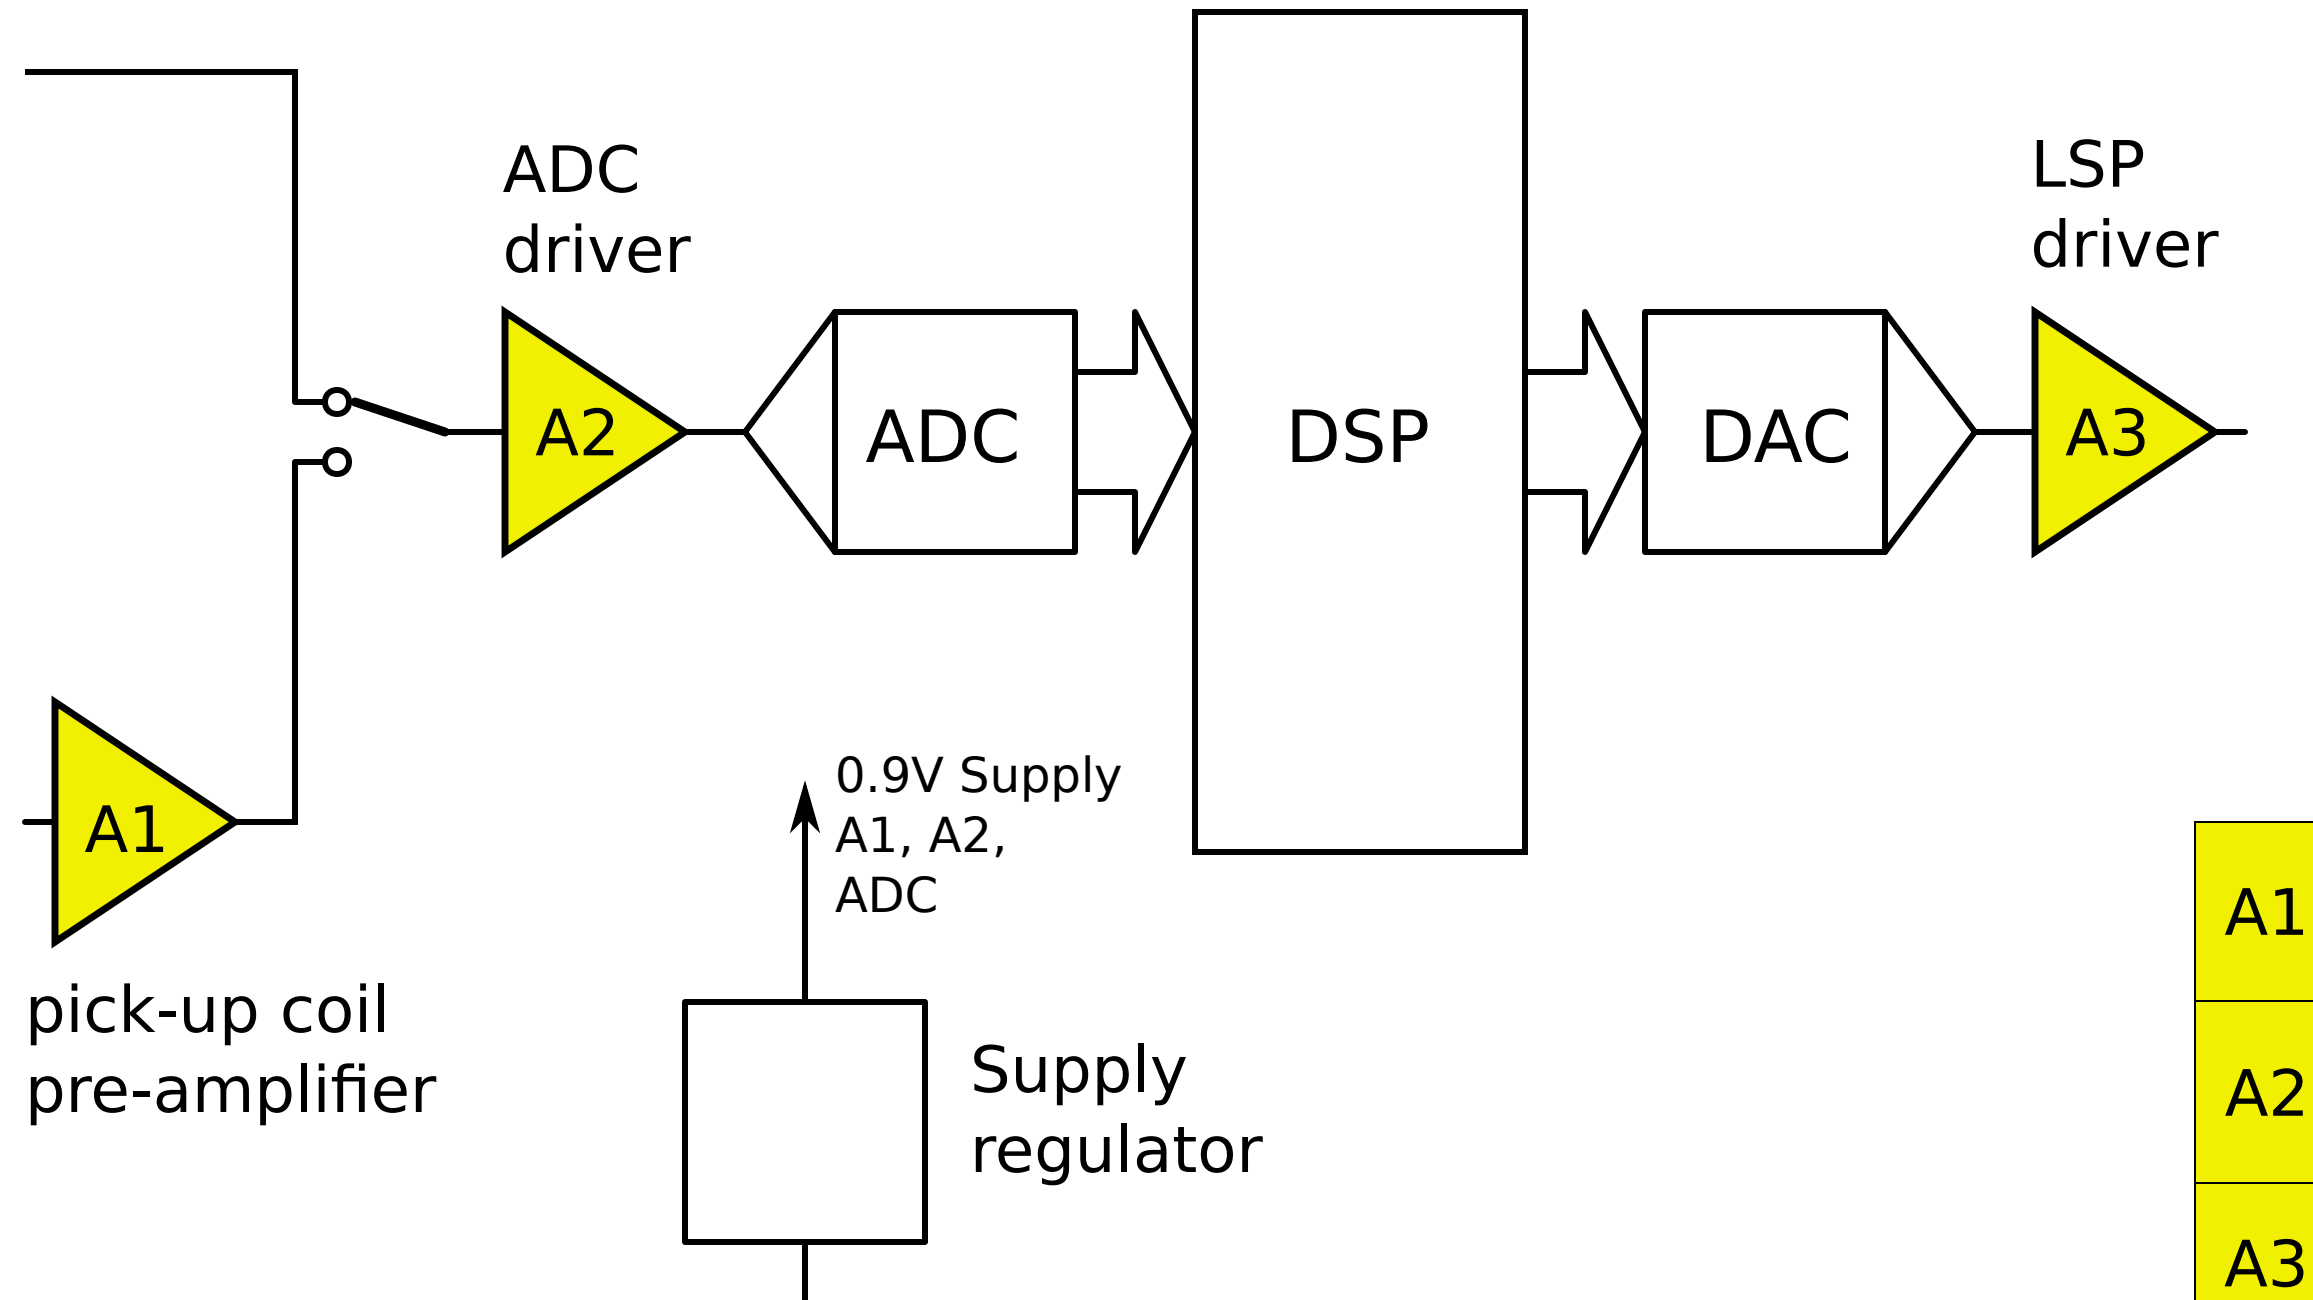 ADC
driver
LSP
driver
A2
ADC
DSP
DAC
A3
A1
0.9V Supply
A1, A2,
ADC
pick-up coil
pre-amplifier
Supply
regulator
A1
A2
A3